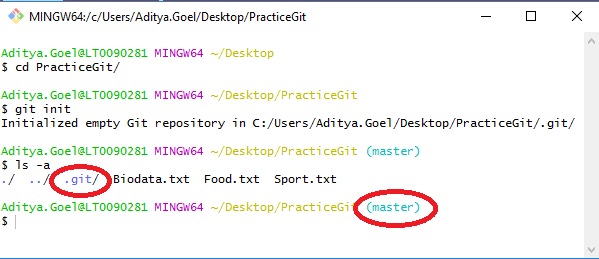 MINGW64:/c/Users/Aditya.Goel/Desktop/PracticeGit
Aditya.Goel@LT0090281 MINGW64 ~/Desktop
$ cd PracticeGit/
Aditya.Goel@LT0090281 MINGW64 ~/Desktop/PracticeGit
$ git init
Initialized empty Git repository in C:/Users/Aditya.Goel/Desktop/PracticeGit/.git/
Aditya.Goel@LT0090281 MINGW64 ~/Desktop/PracticeGit (master)
$ ls -a
./  ../  .git/  Biodata.txt  Food.txt  Sport.txt
Aditya.Goel@LT0090281 MINGW64 ~/Desktop/PracticeGit (master)
$